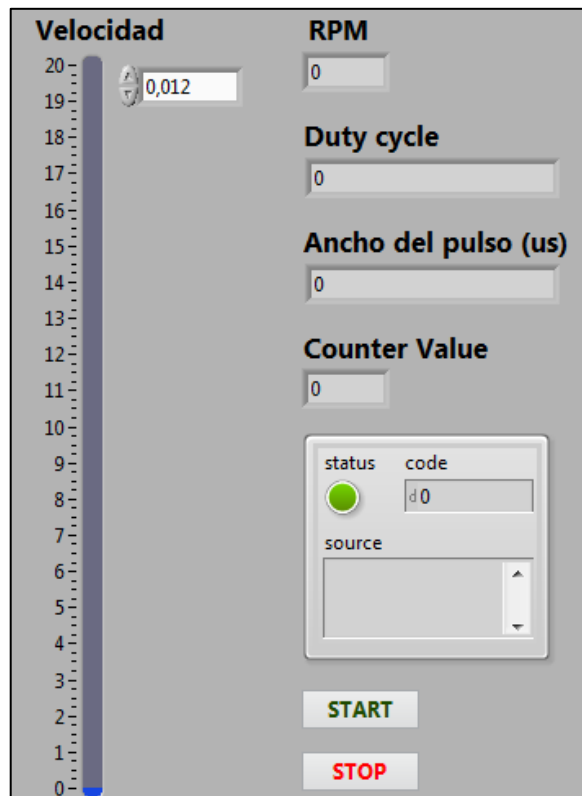 Velocidad
20
19
18
17
16
15
14
13
12
11
10
9
8
7
6
5
4
3
2
1
0
0,012
RPM
0
Duty cycle
0
Ancho del pulso (us)
0
Counter Value
0
status code
d 0
source
START
STOP